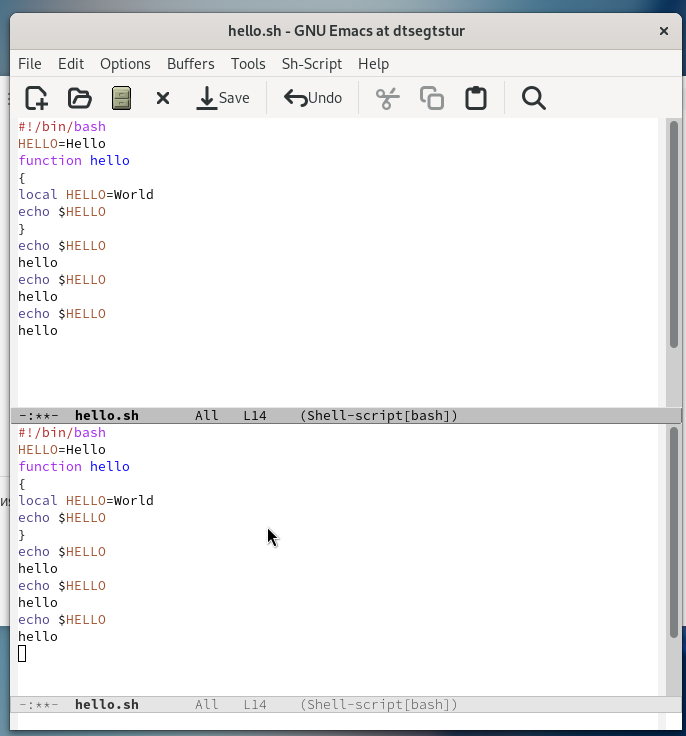 hello.sh - GNU Emacs at dtsegtstur ×
File Edit Options Buffers Tools Sh-Script Help
Save Undo
#!/bin/bash
HELLO=Hello
function hello
{
local HELLO=World
echo $HELLO
}
echo $HELLO
hello
echo $HELLO
hello
echo $HELLO
hello
-:**- hello.sh All L14 (Shell-script[bash])
#!/bin/bash
HELLO=Hello
function hello
{
local HELLO=World
echo $HELLO
}
echo $HELLO
hello
echo $HELLO
hello
echo $HELLO
hello
-:**- hello.sh All L14 (Shell-script[bash])